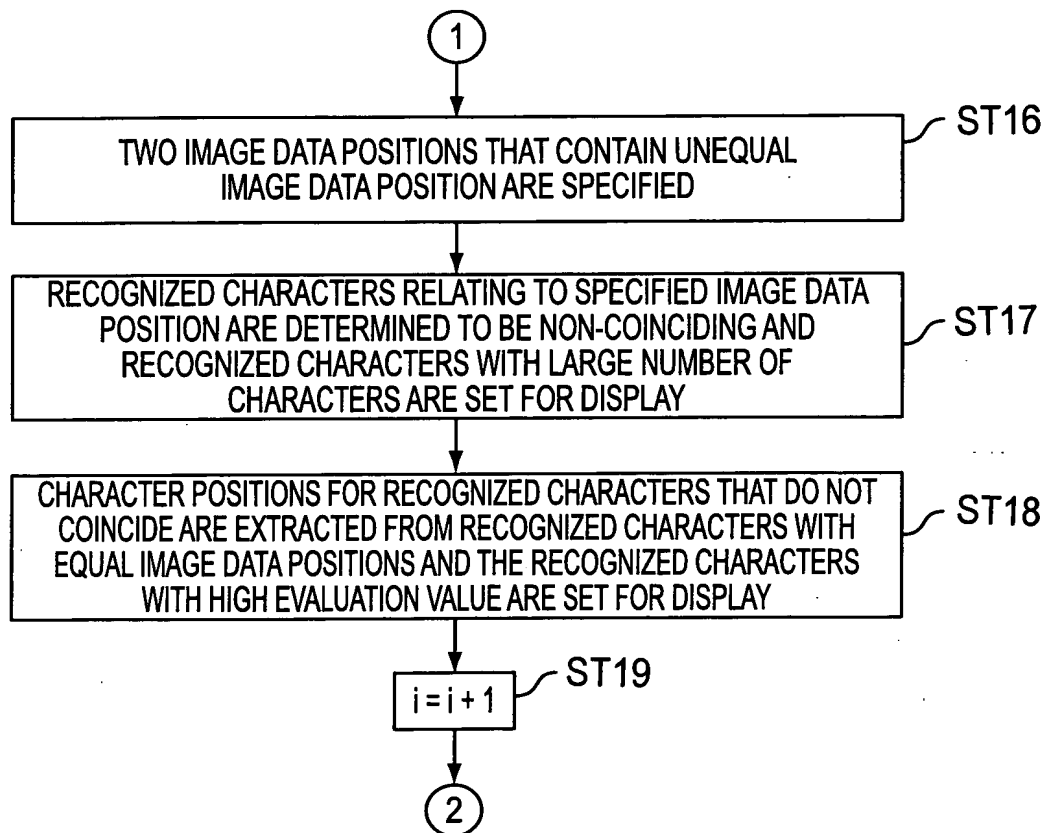 1
ST16
TWO IMAGE DATA POSITIONS THAT CONTAIN UNEQUAL
IMAGE DATA POSITION ARE SPECIFIED
RECOGNIZED CHARACTERS RELATING TO SPECIFIED IMAGE DATA
POSITION ARE DETERMINED TO BE NON-COINCIDING AND
RECOGNIZED CHARACTERS WITH LARGE NUMBER OF
CHARACTERS ARE SET FOR DISPLAY
ST17
CHARACTER POSITIONS FOR RECOGNIZED CHARACTERS THAT DO NOT
COINCIDE ARE EXTRACTED FROM RECOGNIZED CHARACTERS WITH
EQUAL IMAGE DATA POSITIONS AND THE RECOGNIZED CHARACTERS
WITH HIGH EVALUATION VALUE ARE SET FOR DISPLAY
ST18
i = i + 1
ST19
2